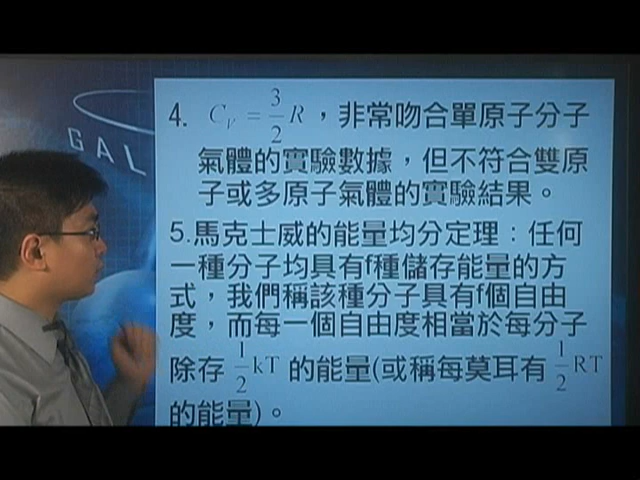 GAL
4. C_V = 3/2 R，非常吻合單原子分子
氣體的實驗數據，但不符合雙原
子或多原子氣體的實驗結果。
5.馬克士威的能量均分定理：任何
一種分子均具有f種儲存能量的方
式，我們稱該種分子具有f個自由
度，而每一個自由度相當於每分子
除存 1/2 kT 的能量(或稱每莫耳有 1/2 RT
的能量)。